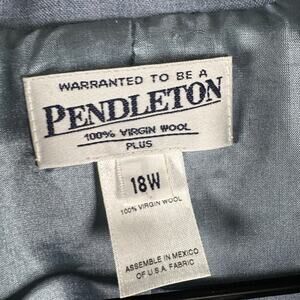 WARRANTED TO BE A
PENDLETON
100% VIRGIN WOOL
PLUS
18W
100% VIRGIN WOOL
ASSEMBLE IN MEXICO
OF U.S.A. FABRIC